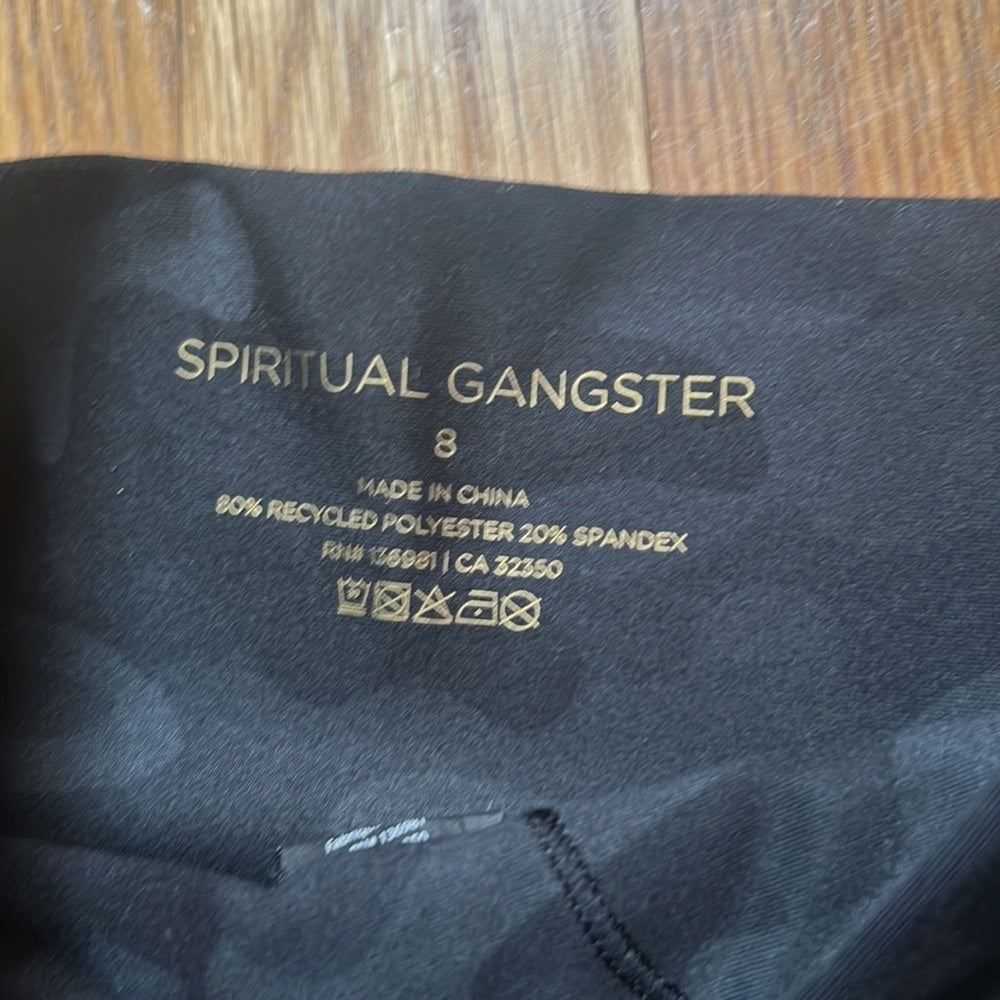 SPIRITUAL GANGSTER
8
MADE IN CHINA
80% RECYCLED POLYESTER 20% SPANDEX
RN# 136981 | CA 32350